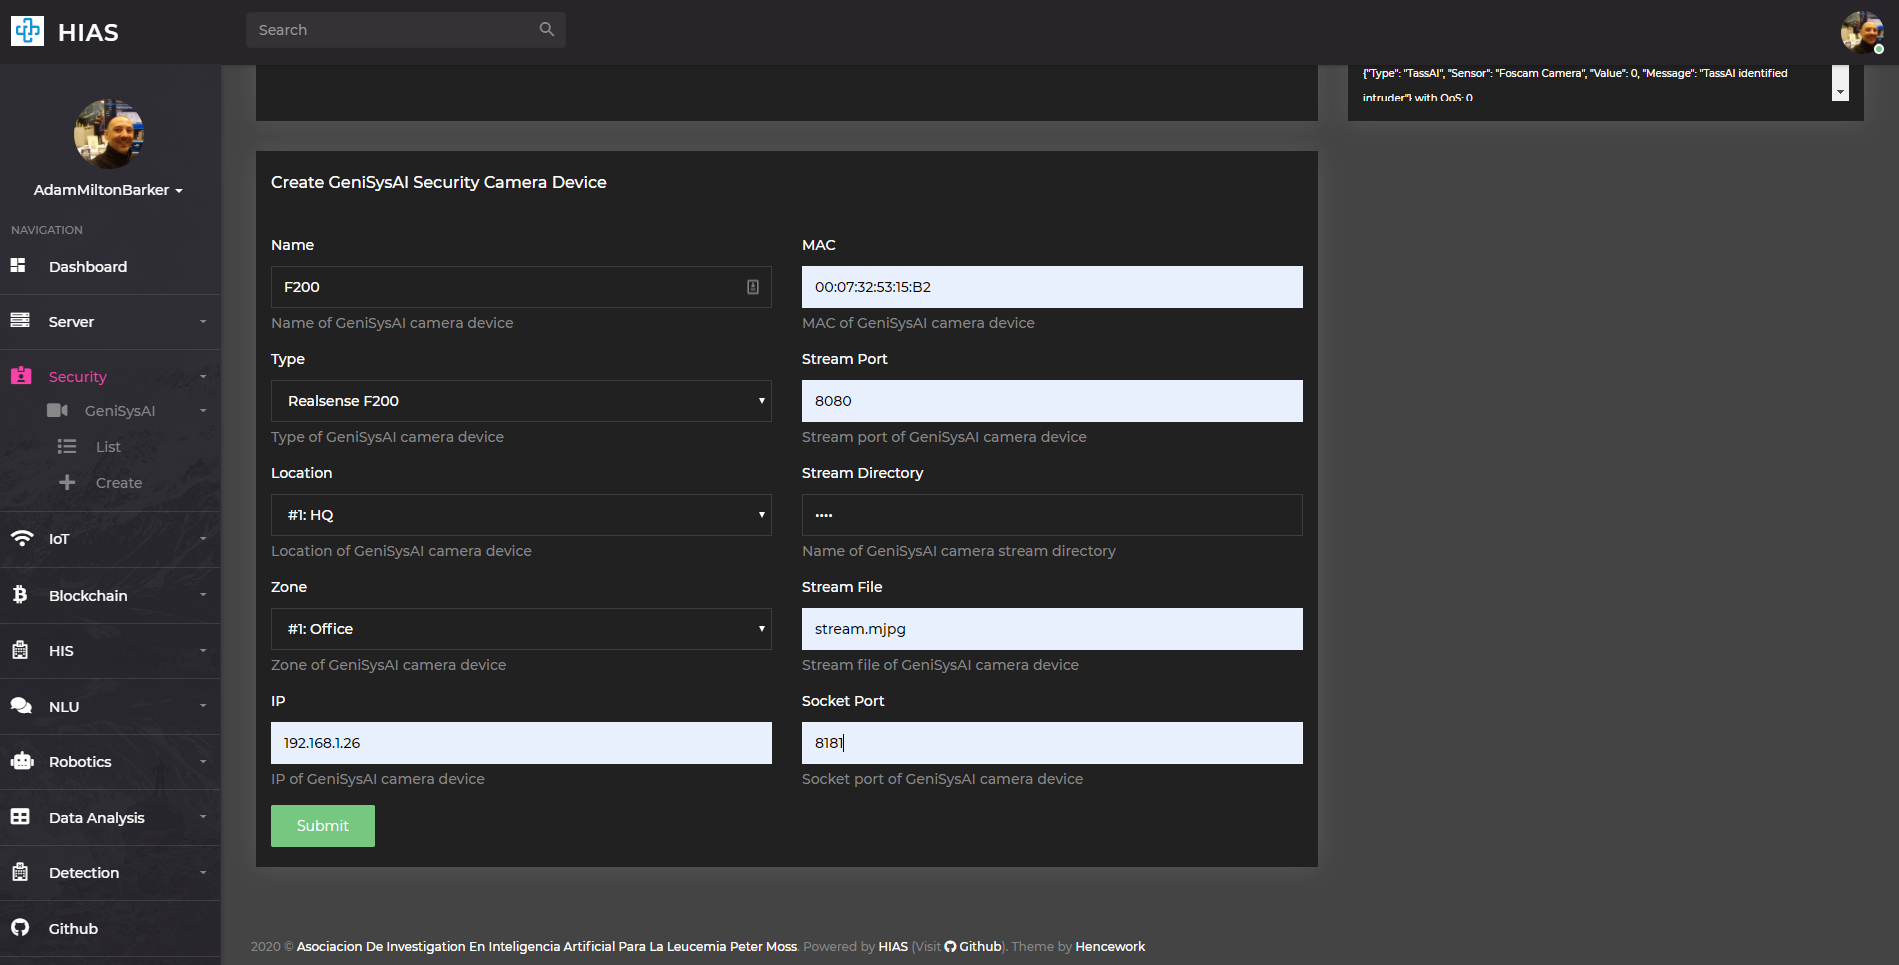 HIAS
Search
{"Type": "TassAI", "Sensor": "Foscam Camera", "Value": 0, "Message": "TassAI identified
intruder"} with QoS: 0
AdamMiltonBarker
NAVIGATION
Dashboard
Server
Security
GeniSysAI
List
Create
IoT
Blockchain
HIS
NLU
Robotics
Data Analysis
Detection
Github
Create GeniSysAI Security Camera Device
Name
F200
Name of GeniSysAI camera device
Type
Realsense F200
Type of GeniSysAI camera device
Location
#1: HQ
Location of GeniSysAI camera device
Zone
#1: Office
Zone of GeniSysAI camera device
IP
192.168.1.26
IP of GeniSysAI camera device
MAC
00:07:32:53:15:B2
MAC of GeniSysAI camera device
Stream Port
8080
Stream port of GeniSysAI camera device
Stream Directory
••••
Name of GeniSysAI camera stream directory
Stream File
stream.mjpg
Stream file of GeniSysAI camera device
Socket Port
8181
Socket port of GeniSysAI camera device
Submit
2020 © Asociacion De Investigation En Inteligencia Artificial Para La Leucemia Peter Moss. Powered by HIAS (Visit Github). Theme by Hencework